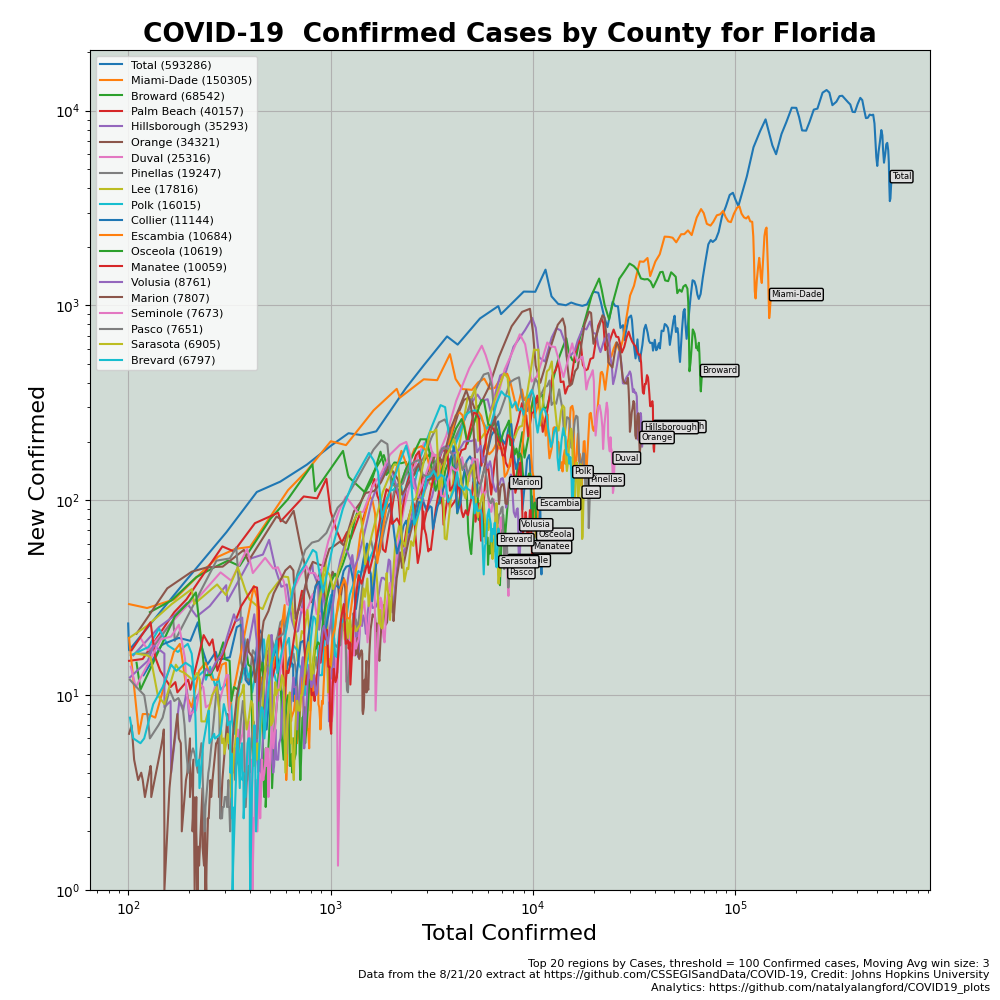 COVID-19  Confirmed Cases by County for Florida
Total (593286)
Miami-Dade (150305)
Broward (68542)
Palm Beach (40157)
Hillsborough (35293)
Orange (34321)
Duval (25316)
Pinellas (19247)
Lee (17816)
Polk (16015)
Collier (11144)
Escambia (10684)
Osceola (10619)
Manatee (10059)
Volusia (8761)
Marion (7807)
Seminole (7673)
Pasco (7651)
Sarasota (6905)
Brevard (6797)
10^4
10^3
10^2
10^1
10^0
New Confirmed
Total
Miami-Dade
Broward
Hillsborough
Orange
Duval
Polk
Pinellas
Marion
Lee
Escambia
Volusia
Osceola
Brevard
Manatee
Sarasota
Pasco
10^2
10^3
10^4
10^5
Total Confirmed
Top 20 regions by Cases, threshold = 100 Confirmed cases, Moving Avg win size: 3
Data from the 8/21/20 extract at https://github.com/CSSEGISandData/COVID-19, Credit: Johns Hopkins University
Analytics: https://github.com/natalyalangford/COVID19_plots